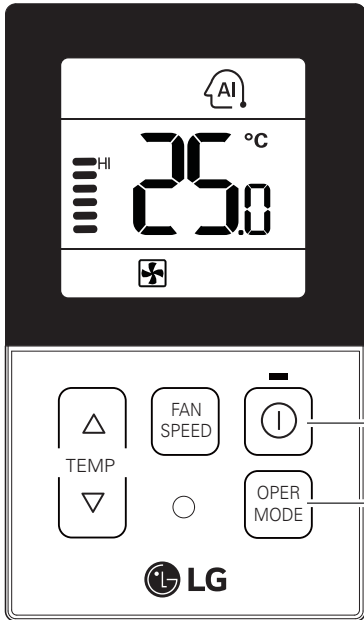 AI
HI
25.0 °C
FAN
SPEED
TEMP
OPER
MODE
LG